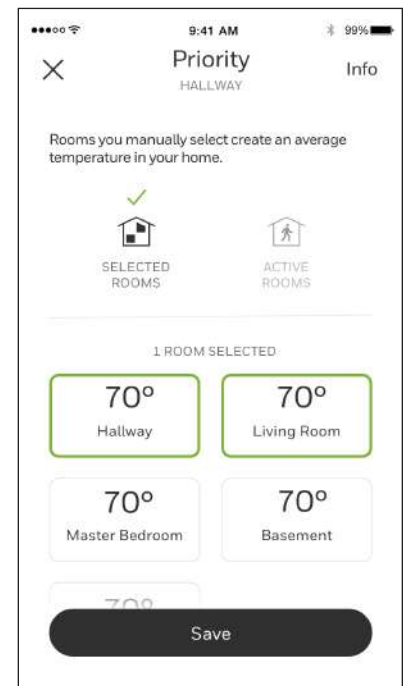 9:41 AM
99%
Priority
HALLWAY
Info
Rooms you manually select create an average
temperature in your home.
SELECTED
ROOMS
ACTIVE
ROOMS
1 ROOM SELECTED
70°
Hallway
70°
Living Room
70°
Master Bedroom
70°
Basement
70°
Save